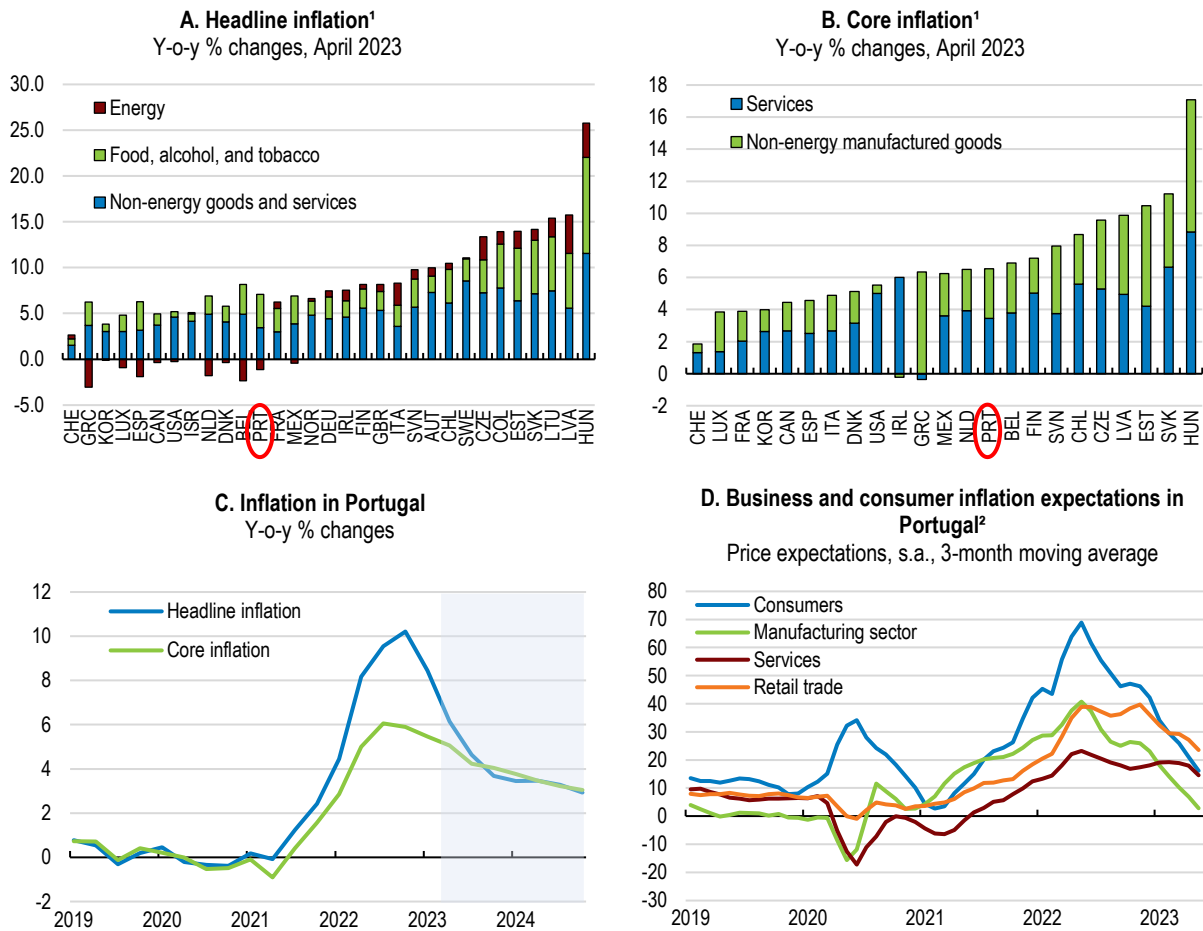 A. Headline inflation¹
Y-o-y % changes, April 2023
30.0
25.0
20.0
15.0
10.0
5.0
0.0
-5.0
Energy
Food, alcohol, and tobacco
Non-energy goods and services
CHE
GRC
KOR
LUX
ESP
CAN
USA
ISR
NLD
DNK
BEL
PRT
FRA
MEX
NOR
DEU
IRL
FIN
GBR
ITA
SVN
AUT
CHL
SWE
CZE
COL
EST
SVK
LTU
LVA
HUN
B. Core inflation¹
Y-o-y % changes, April 2023
18
16
14
12
10
8
6
4
2
0
-2
Services
Non-energy manufactured goods
CHE
LUX
FRA
KOR
CAN
ESP
ITA
DNK
USA
IRL
GRC
MEX
NLD
PRT
BEL
FIN
SVN
CHL
CZE
LVA
EST
SVK
HUN
C. Inflation in Portugal
Y-o-y % changes
12
10
8
6
4
2
0
-2
Headline inflation
Core inflation
2019
2020
2021
2022
2023
2024
D. Business and consumer inflation expectations in
Portugal²
Price expectations, s.a., 3-month moving average
80
70
60
50
40
30
20
10
0
-10
-20
-30
Consumers
Manufacturing sector
Services
Retail trade
2019
2020
2021
2022
2023